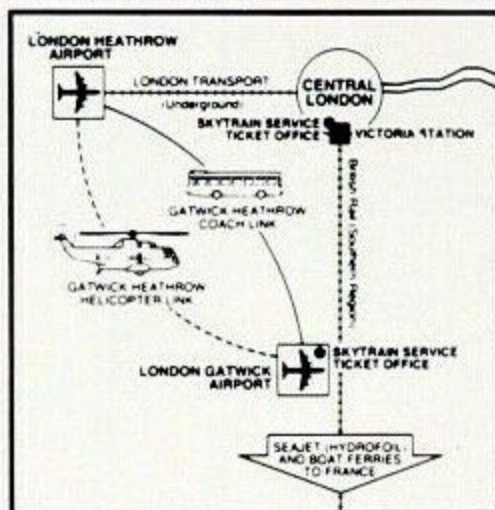 LONDON HEATHROW
AIRPORT
LONDON TRANSPORT
(Underground)
CENTRAL
LONDON
SKYTRAIN SERVICE
TICKET OFFICE
VICTORIA STATION
British Rail (Southern Region)
GATWICK HEATHROW
COACH LINK
GATWICK HEATHROW
HELICOPTER LINK
LONDON GATWICK
AIRPORT
SKYTRAIN SERVICE
TICKET OFFICE
SEAJET (HYDROFOIL)
AND BOAT FERRIES
TO FRANCE